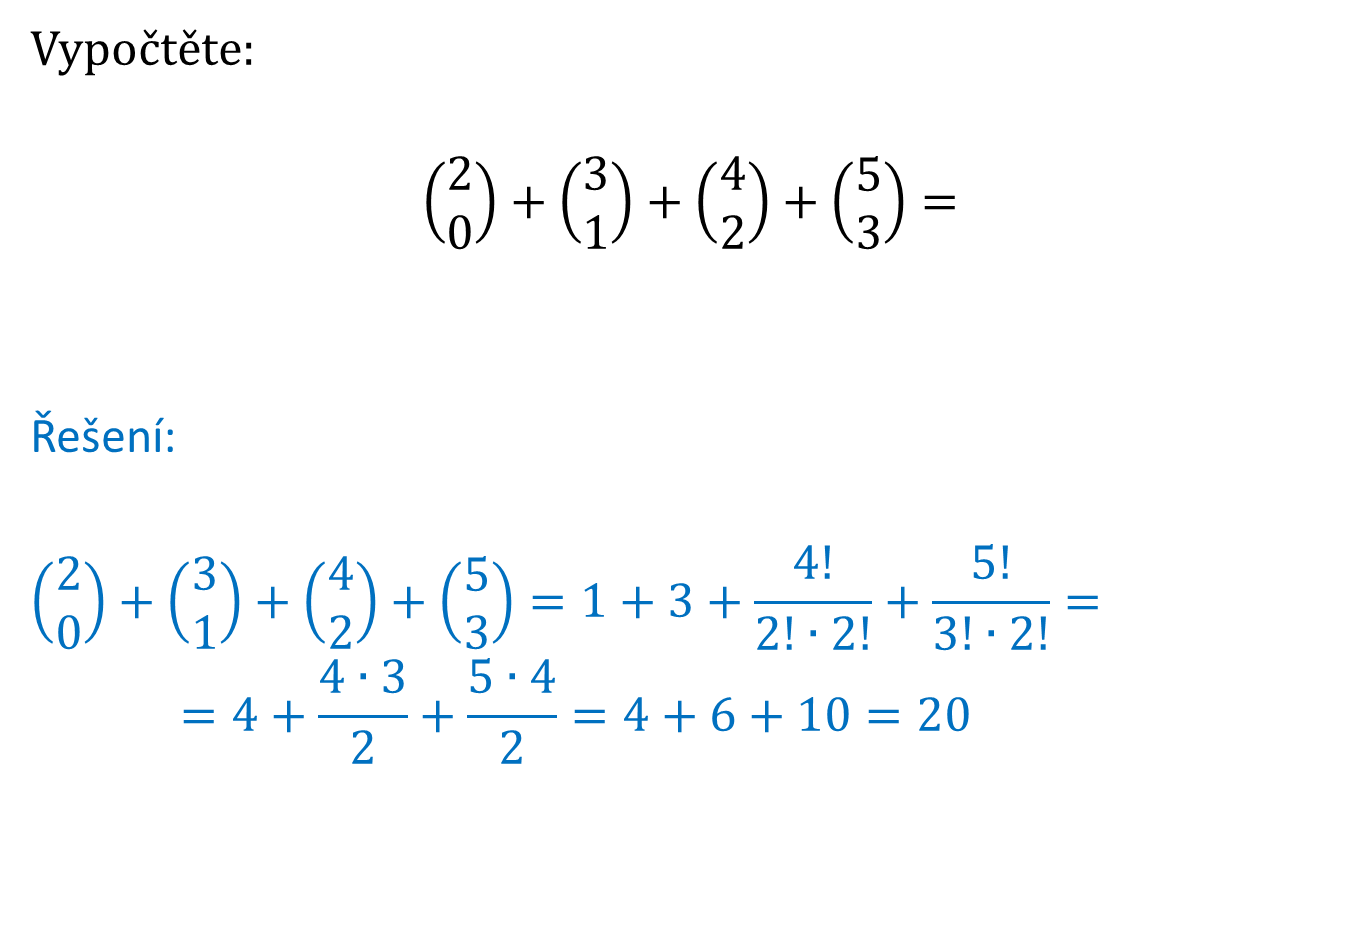 Vypočtěte:
(2 0) + (3 1) + (4 2) + (5 3) =
Řešení:
(2 0) + (3 1) + (4 2) + (5 3) = 1 + 3 + 4!/(2! · 2!) + 5!/(3! · 2!) =
= 4 + (4 · 3)/2 + (5 · 4)/2 = 4 + 6 + 10 = 20